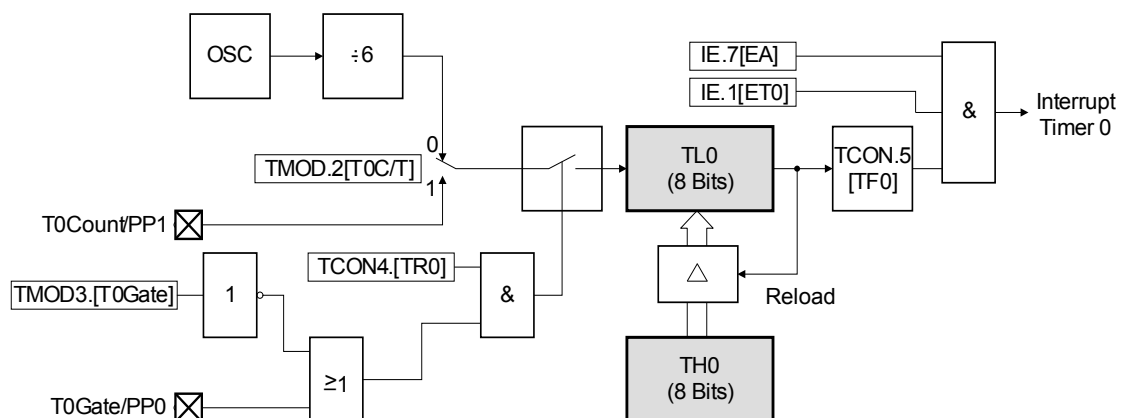 OSC
÷6
IE.7[EA]
IE.1[ET0]
&
Interrupt
Timer 0
0
TMOD.2[T0C/T]
1
TL0
(8 Bits)
TCON.5
[TF0]
T0Count/PP1
TCON4.[TR0]
&
△
Reload
TMOD3.[T0Gate]
1
≥1
TH0
(8 Bits)
T0Gate/PP0